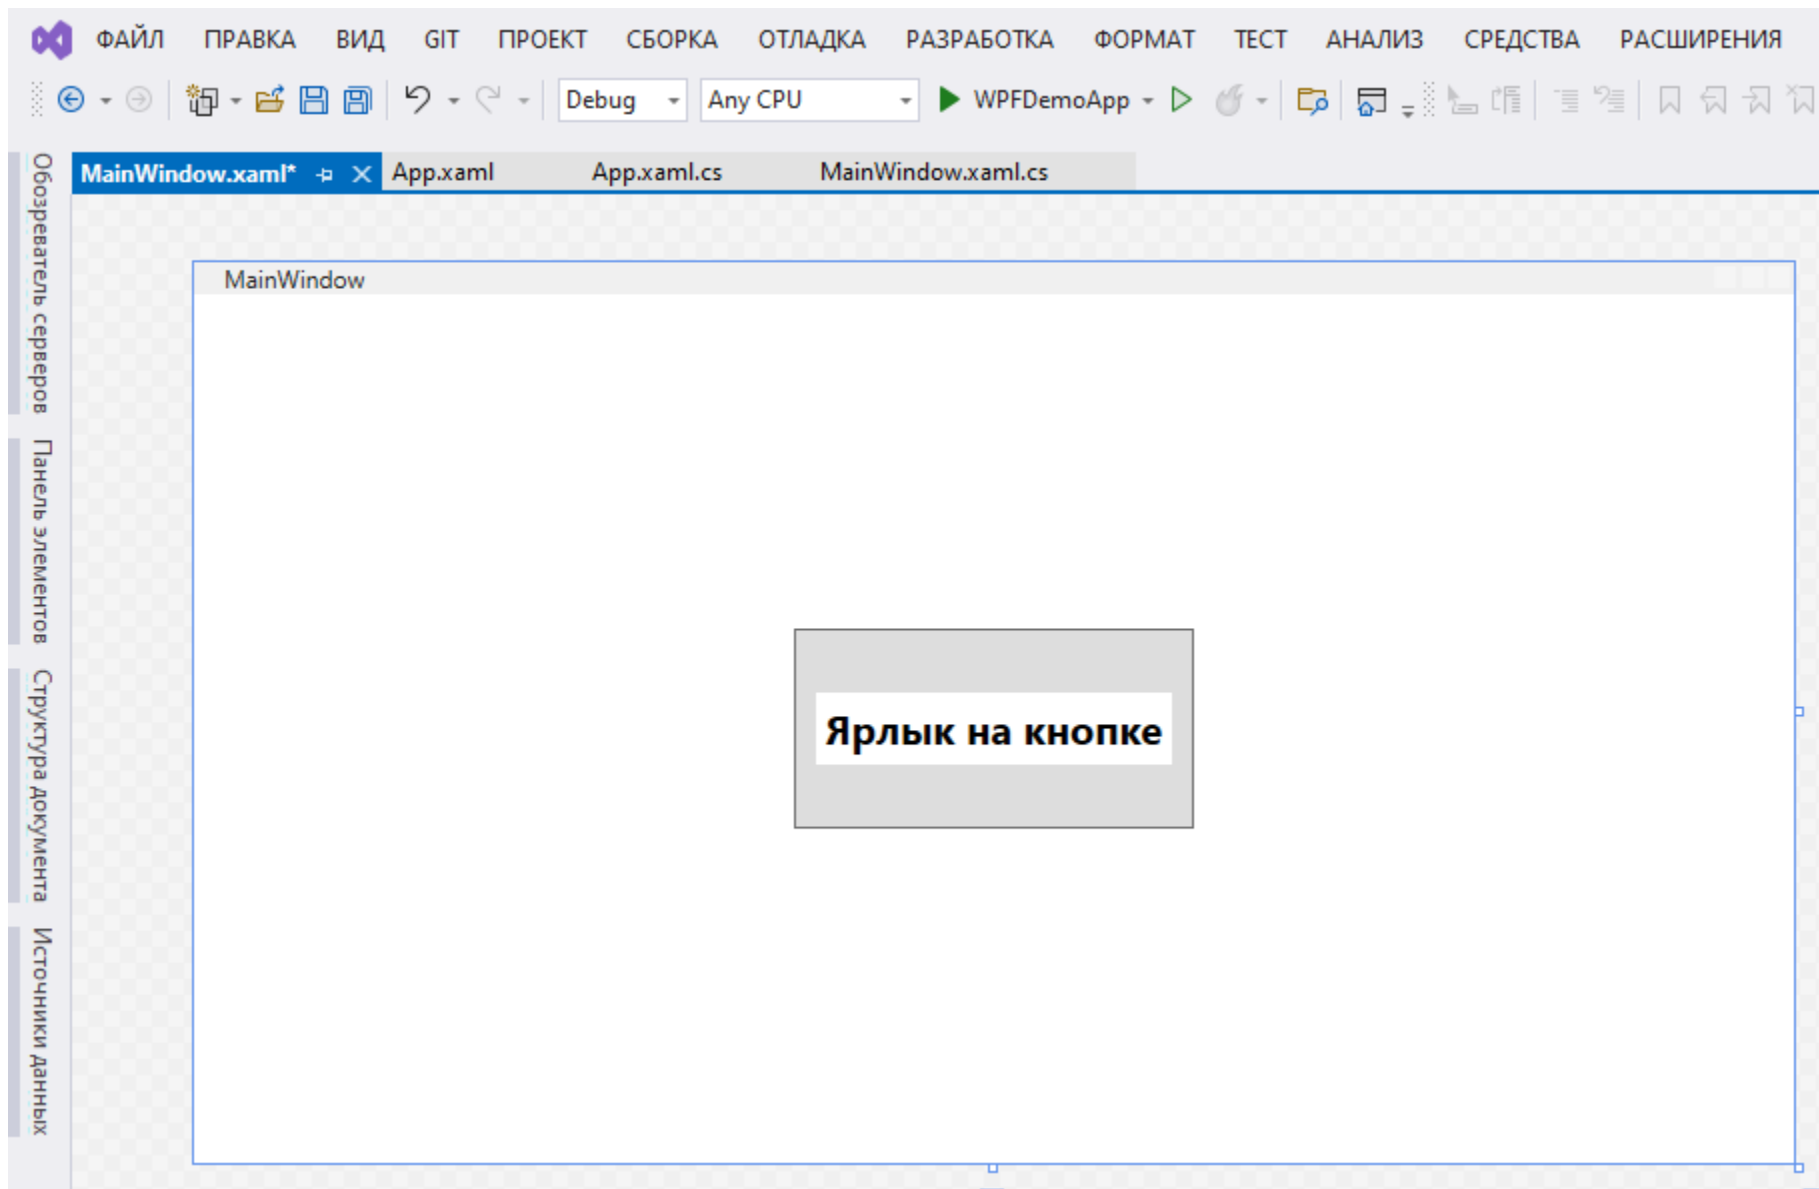 ФАЙЛ ПРАВКА ВИД GIT ПРОЕКТ СБОРКА ОТЛАДКА РАЗРАБОТКА ФОРМАТ ТЕСТ АНАЛИЗ СРЕДСТВА РАСШИРЕНИЯ
Debug Any CPU WPFDemoApp
MainWindow.xaml* App.xaml App.xaml.cs MainWindow.xaml.cs
Обозреватель серверов
Панель элементов
Структура документа
Источники данных
MainWindow
Ярлык на кнопке